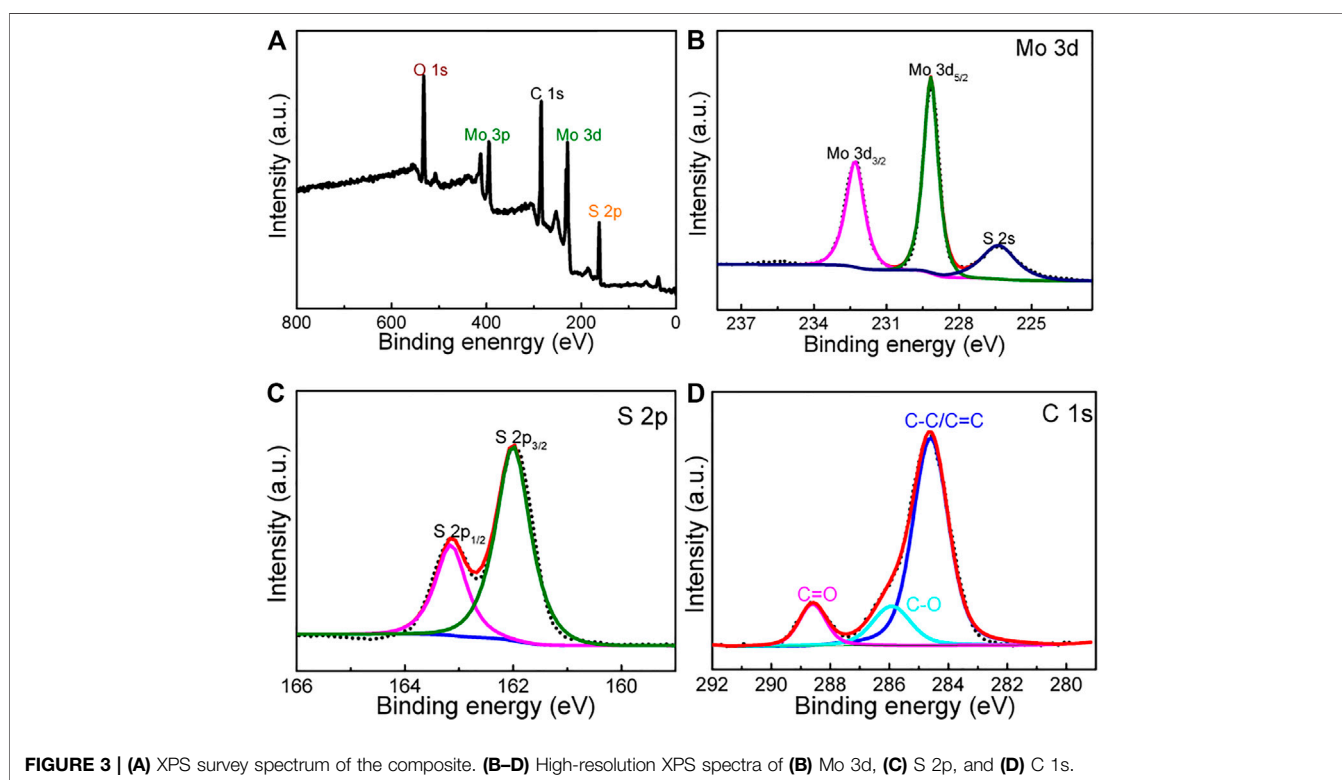 A
O 1s
C 1s
Mo 3p
Mo 3d
S 2p
Intensity (a.u.)
800 600 400 200 0
Binding enenrgy (eV)
B
Mo 3d
Mo 3d5/2
Mo 3d3/2
S 2s
Intensity (a.u.)
237 234 231 228 225
Binding energy (eV)
C
S 2p
S 2p3/2
S 2p1/2
Intensity (a.u.)
166 164 162 160
Binding energy (eV)
D
C 1s
C-C/C=C
C=O
C-O
Intensity (a.u.)
292 290 288 286 284 282 280
Binding energy (eV)
FIGURE 3 | (A) XPS survey spectrum of the composite. (B–D) High-resolution XPS spectra of (B) Mo 3d, (C) S 2p, and (D) C 1s.